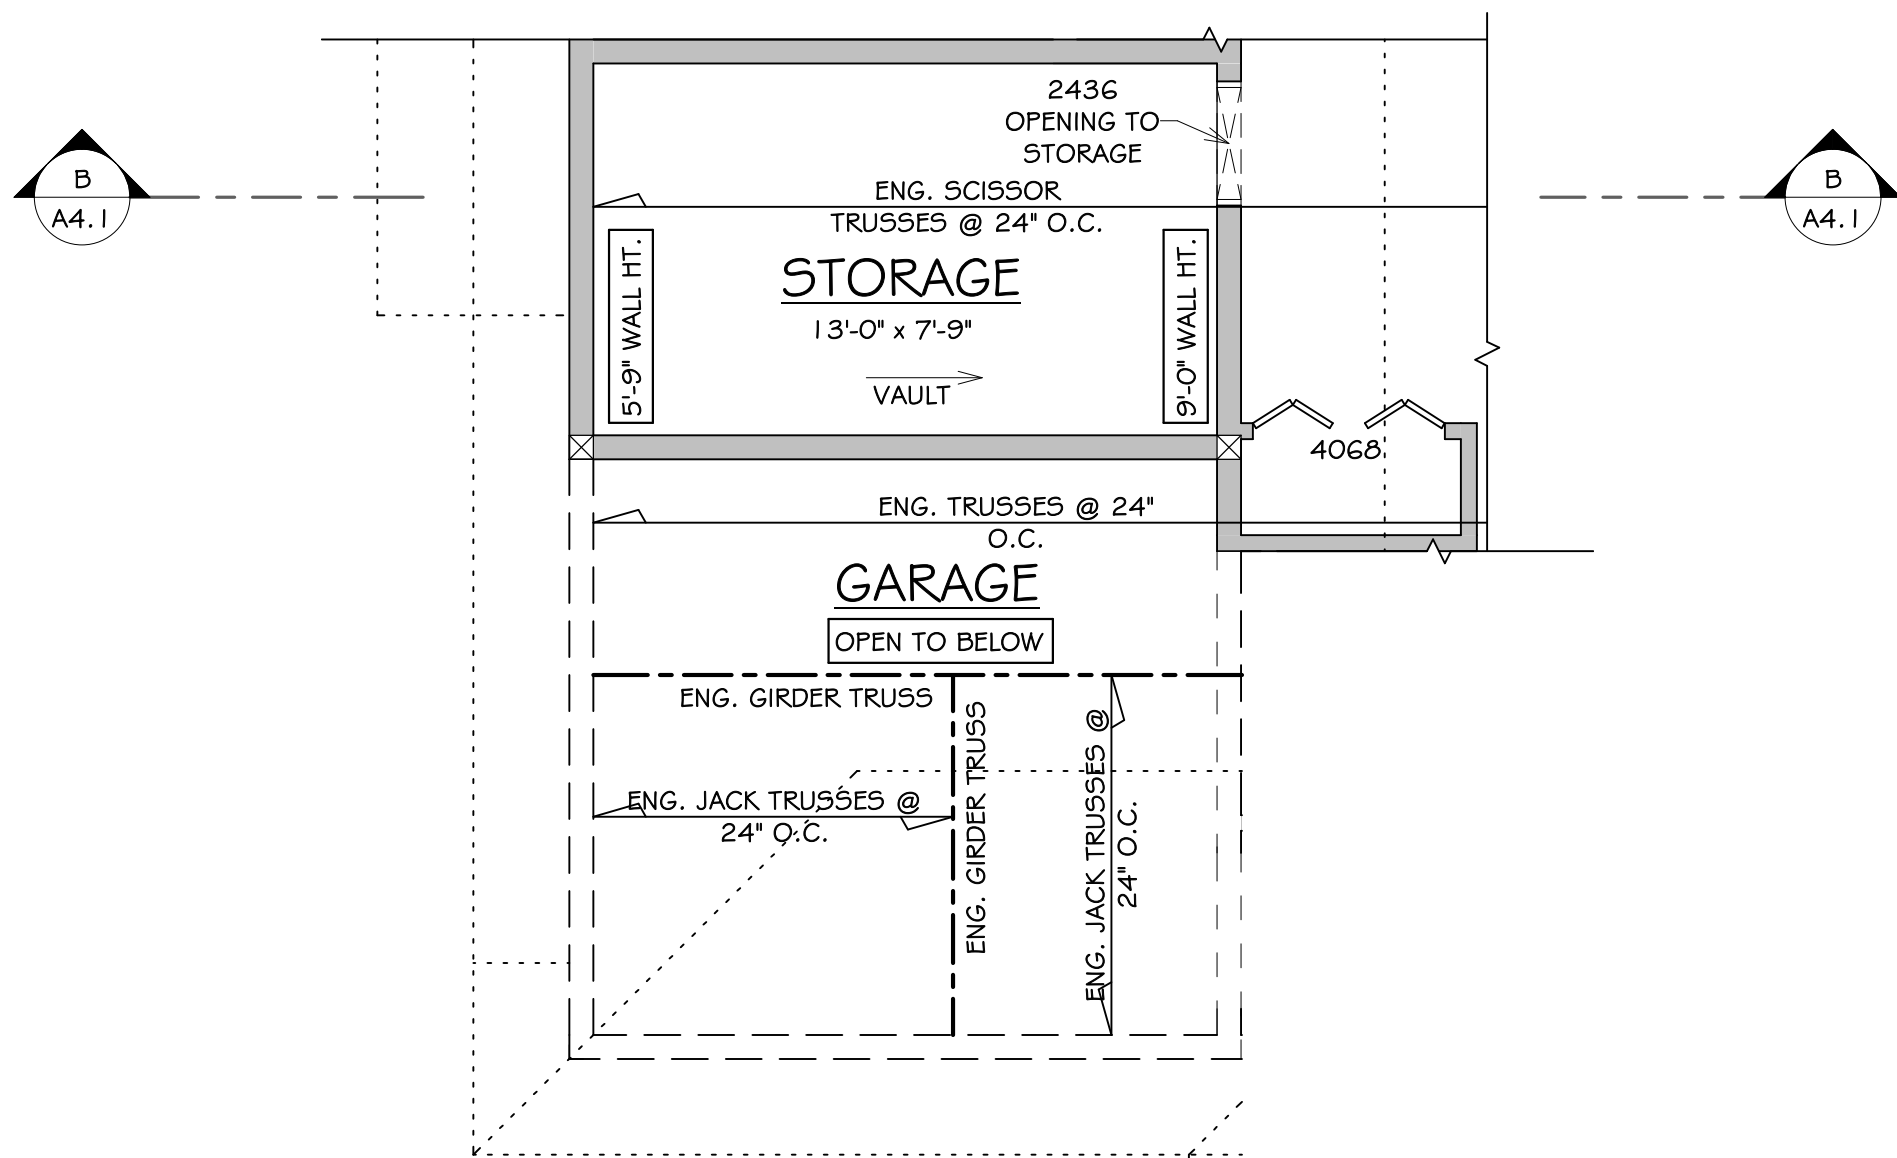 2436
OPENING TO
STORAGE
B
A4.1
B
A4.1
ENG. SCISSOR
TRUSSES @ 24" O.C.
5'-9" WALL HT.
STORAGE
13'-0" x 7'-9"
VAULT
9'-0" WALL HT.
4068
ENG. TRUSSES @ 24"
O.C.
GARAGE
OPEN TO BELOW
ENG. GIRDER TRUSS
ENG. GIRDER TRUSS
ENG. JACK TRUSSES @
24" O.C.
ENG. JACK TRUSSES @
24" O.C.